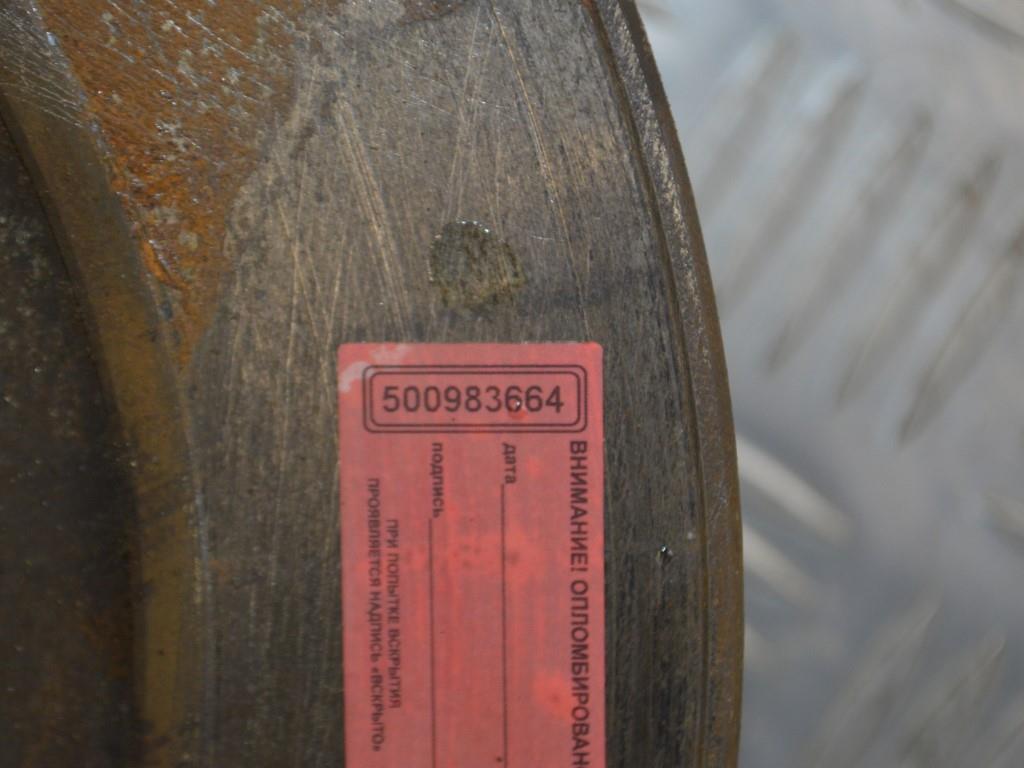 500983664
ВНИМАНИЕ! ОПЛОМБИРОВАН
дата
подпись
ПРИ ПОПЫТКЕ ВСКРЫТИЯ
ПРОЯВЛЯЕТСЯ НАДПИСЬ «ВСКРЫТО»